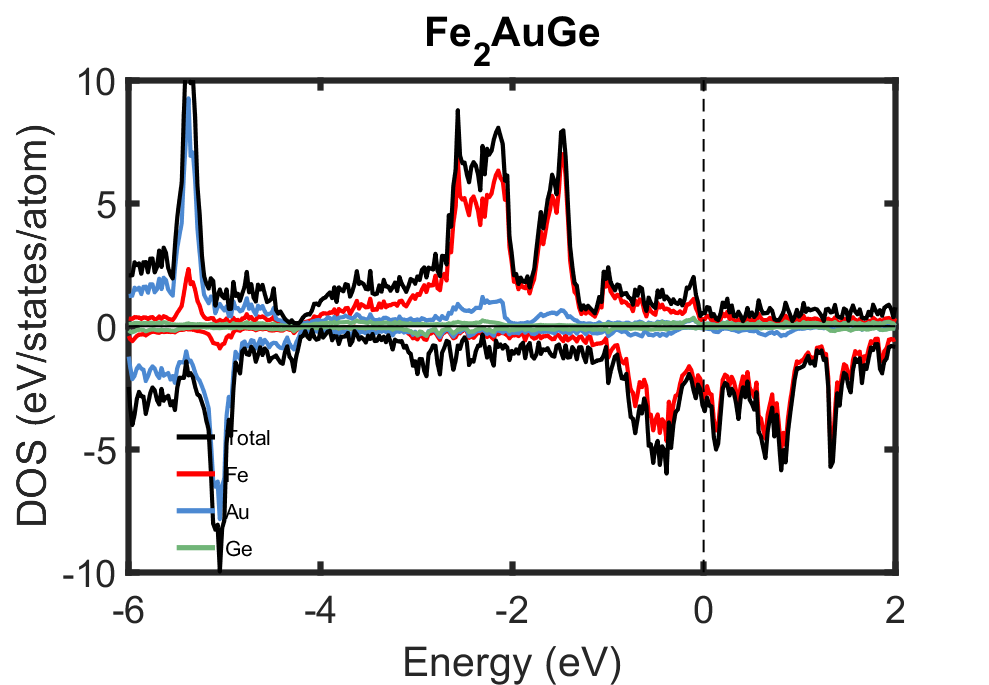 Fe₂AuGe
10
5
0
-5
-10
DOS (eV/states/atom)
Total
Fe
Au
Ge
-6 -4 -2 0 2
Energy (eV)